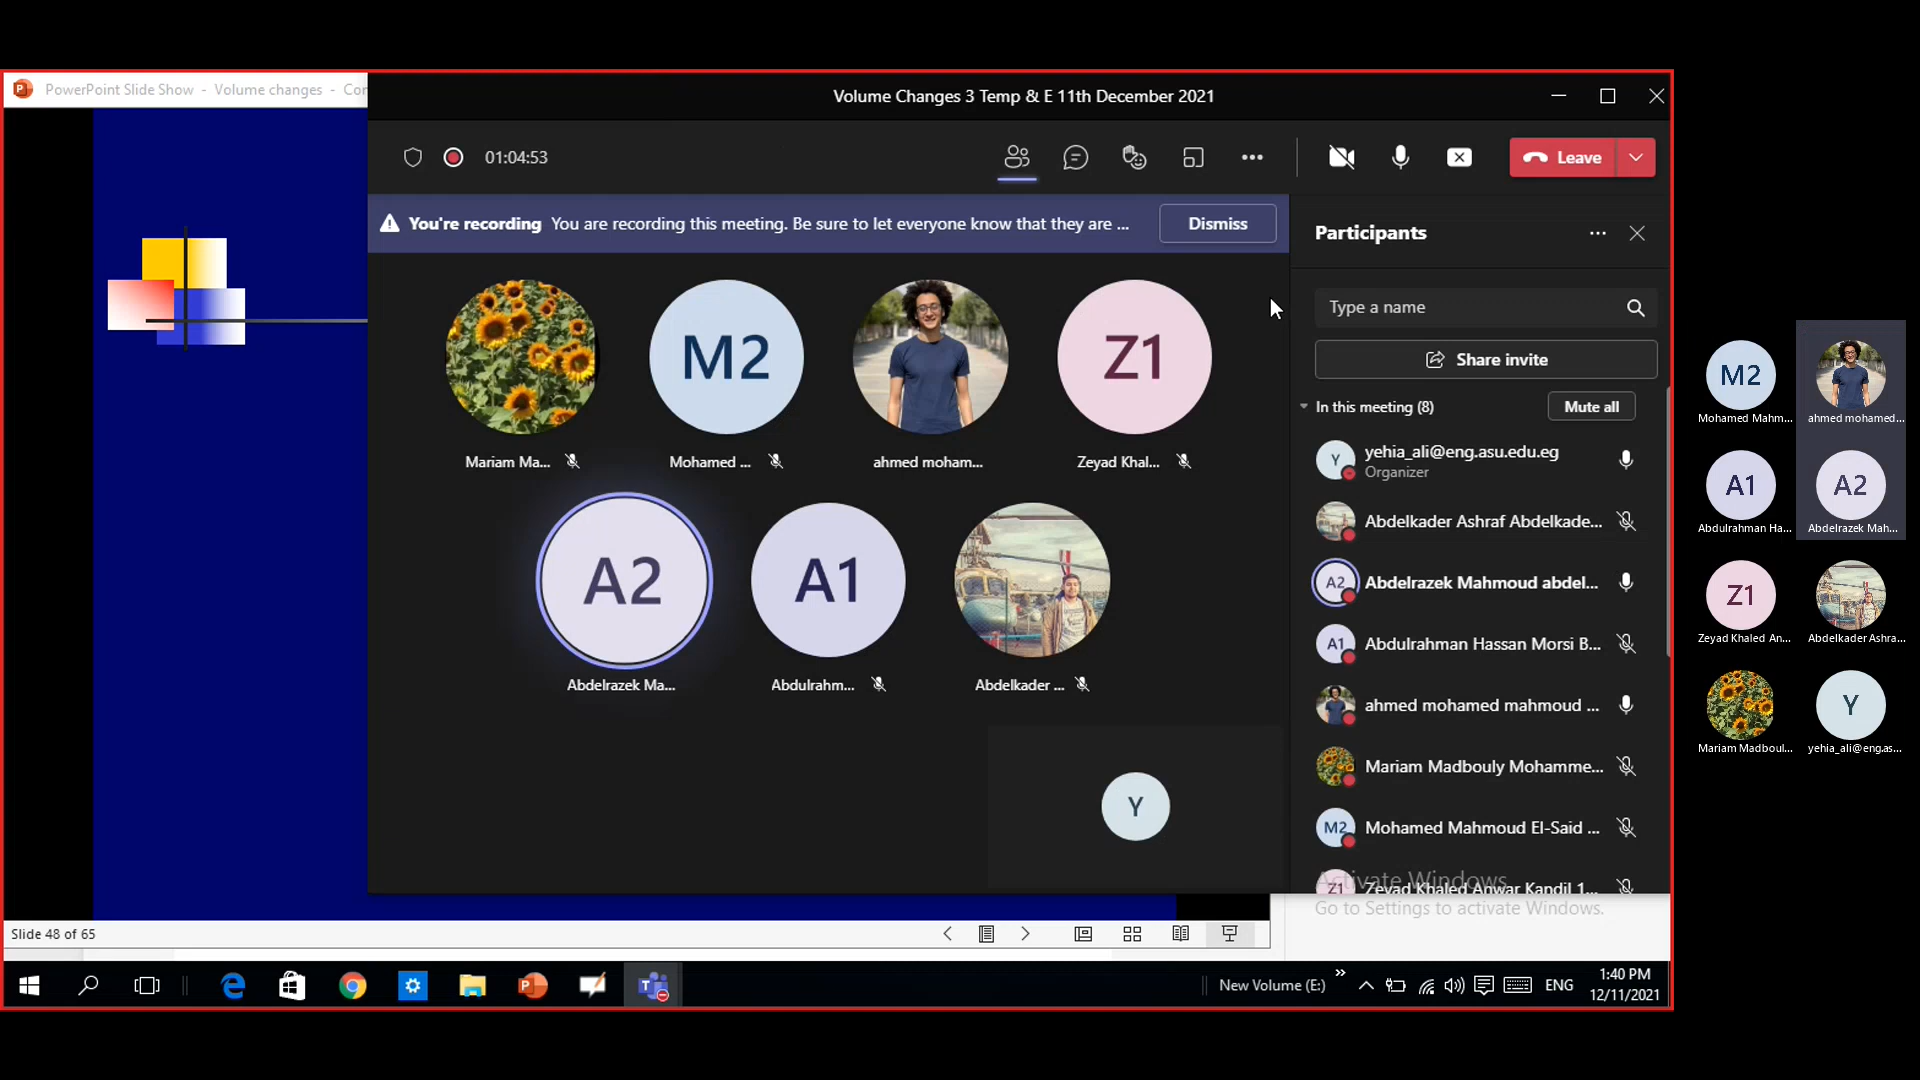 PowerPoint Slide Show - Volume changes - Cor
Volume Changes 3 Temp & E 11th December 2021
01:04:53
Leave
You're recording You are recording this meeting. Be sure to let everyone know that they are ...
Dismiss
Participants
Type a name
Share invite
In this meeting (8)
Mute all
M2
Z1
Mariam Ma...
Mohamed ...
ahmed moham...
Zeyad Khal...
A2
A1
Abdelrazek Ma...
Abdulrahm...
Abdelkader ...
Y
Y
yehia_ali@eng.asu.edu.eg
Organizer
Abdelkader Ashraf Abdelkade...
A2
Abdelrazek Mahmoud abdel...
A1
Abdulrahman Hassan Morsi B...
ahmed mohamed mahmoud ...
Mariam Madbouly Mohamme...
M2
Mohamed Mahmoud El-Said ...
Z1
Zeyad Khaled Anwar Kandil 1...
Activate Windows
Go to Settings to activate Windows.
M2
Mohamed Mahm...
ahmed mohamed...
A1
Abdulrahman Ha...
A2
Abdelrazek Mah...
Z1
Zeyad Khaled An...
Abdelkader Ashra...
Mariam Madboul...
Y
yehia_ali@eng.as...
Slide 48 of 65
New Volume (E:)
ENG
1:40 PM
12/11/2021